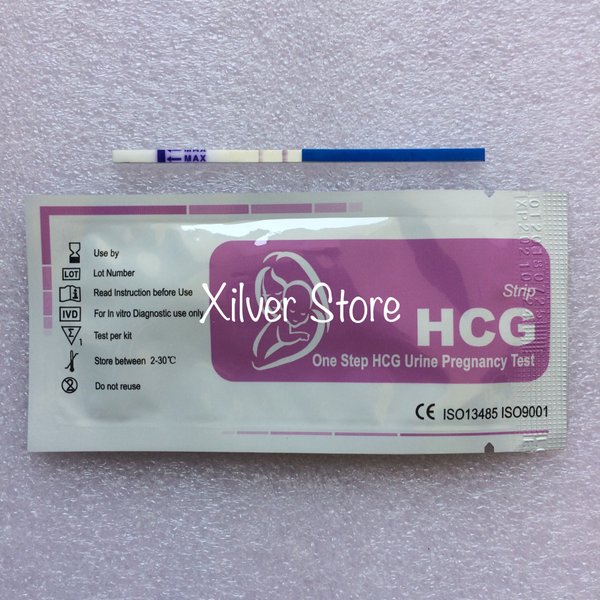 MAX
MAX
Use by
LOT Lot Number
Read Instruction before Use
IVD For In vitro Diagnostic use only
1 Test per kit
Store between 2-30℃
Do not reuse
Xilver Store
Strip
HCG
One Step HCG Urine Pregnancy Test
CE ISO13485 ISO9001